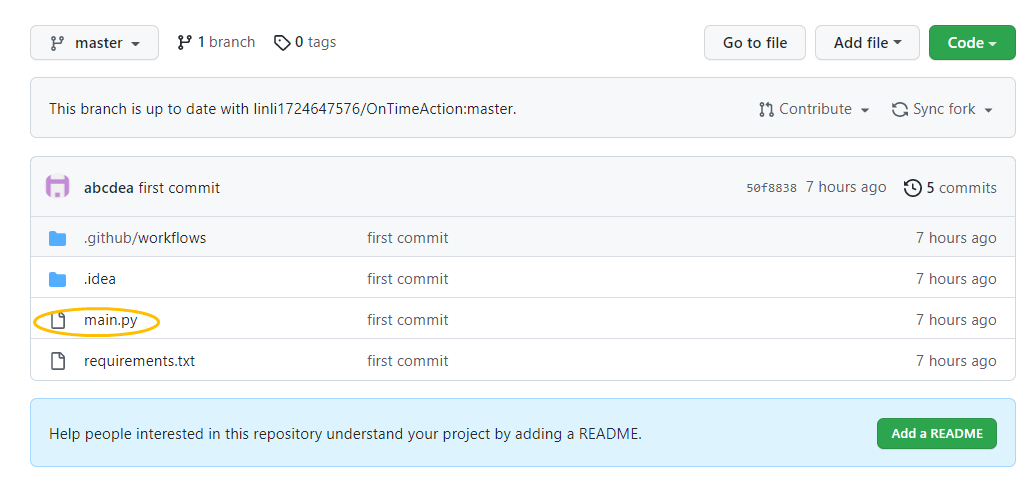 master 1 branch 0 tags Go to file Add file Code
This branch is up to date with linli1724647576/OnTimeAction:master. Contribute Sync fork
abcdea first commit 50f8838 7 hours ago 5 commits
.github/workflows first commit 7 hours ago
.idea first commit 7 hours ago
main.py first commit 7 hours ago
requirements.txt first commit 7 hours ago
Help people interested in this repository understand your project by adding a README. Add a README